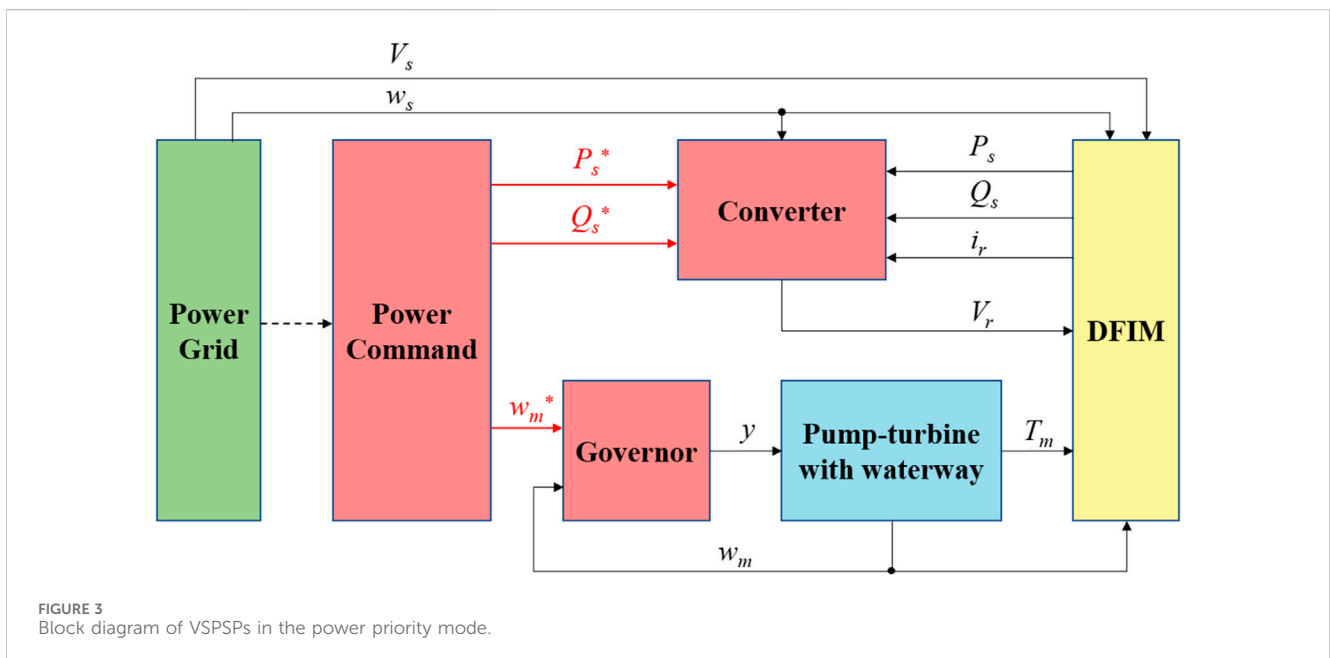 V_s
w_s
P_s*
Q_s*
P_s
Q_s
i_r
Converter
V_r
Power
Grid
Power
Command
DFIM
w_m*
Governor
y
Pump-turbine
with waterway
T_m
w_m
FIGURE 3
Block diagram of VSPSPs in the power priority mode.